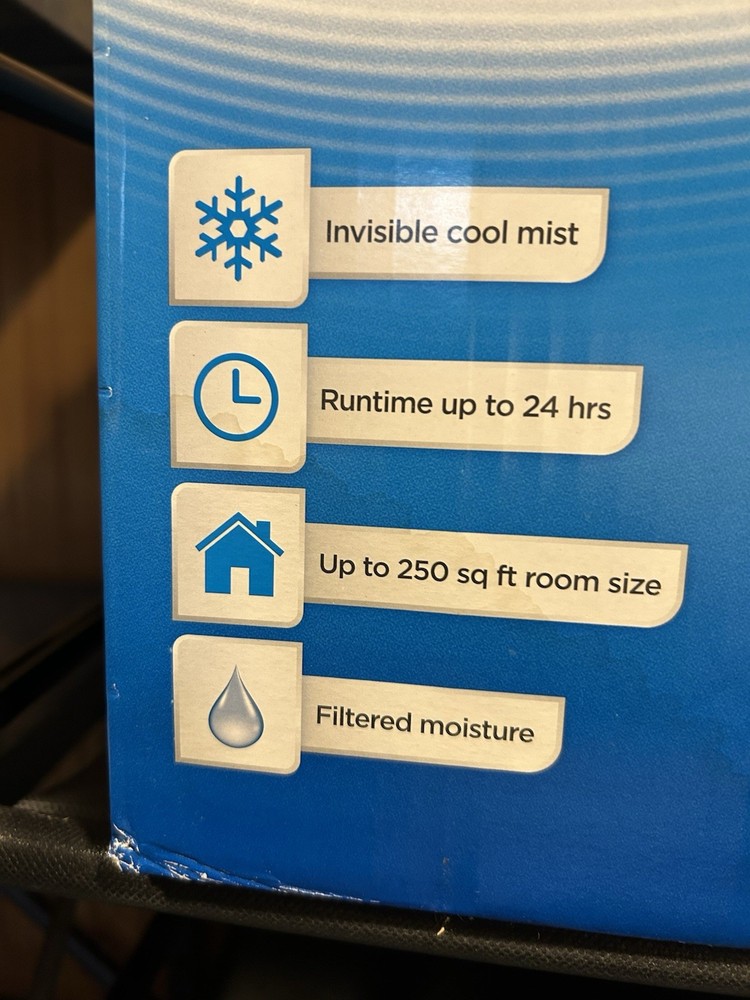 Invisible cool mist
Runtime up to 24 hrs
Up to 250 sq ft room size
Filtered moisture